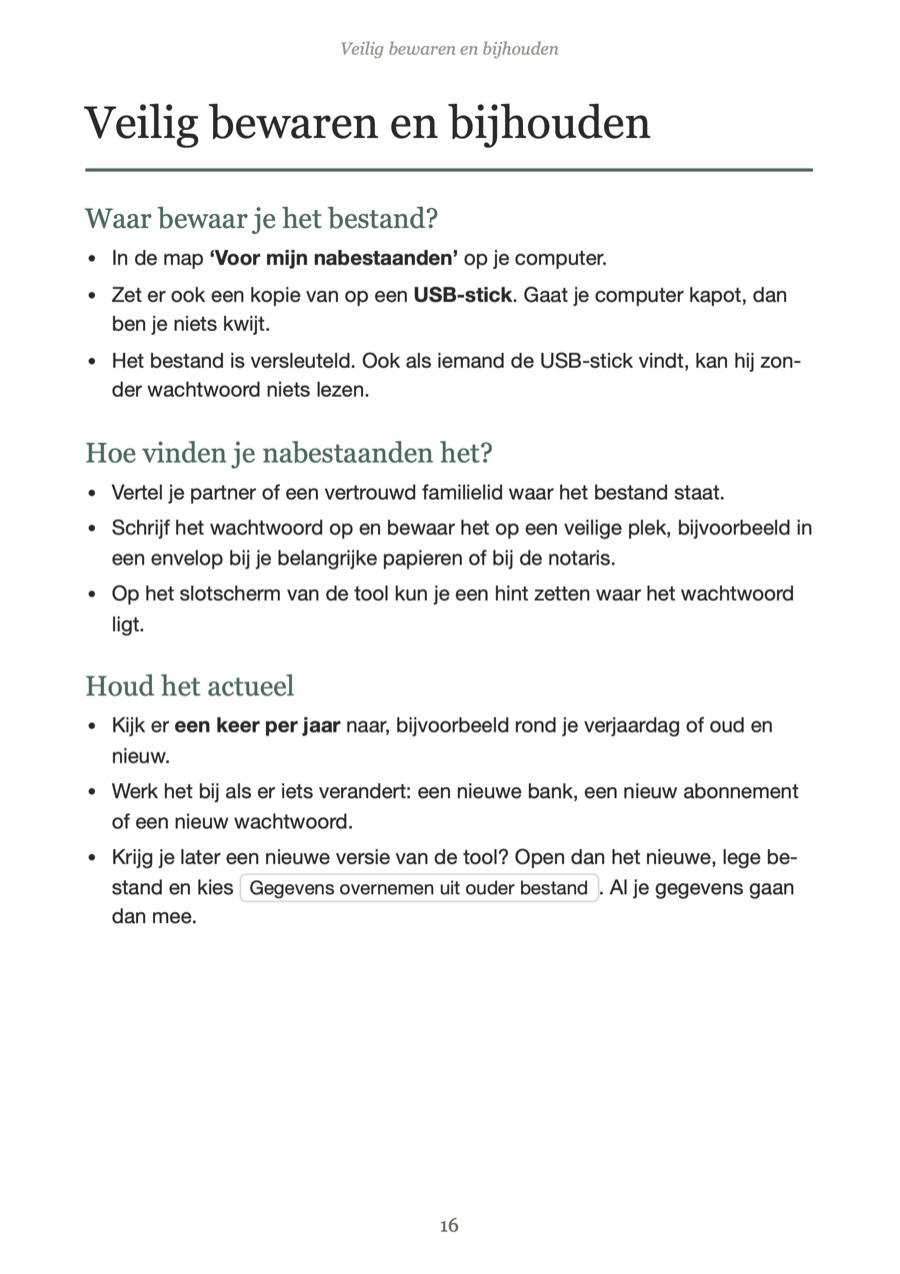 Veilig bewaren en bijhouden
Veilig bewaren en bijhouden
Waar bewaar je het bestand?
• In de map ‘Voor mijn nabestaanden’ op je computer.
• Zet er ook een kopie van op een USB-stick. Gaat je computer kapot, dan
ben je niets kwijt.
• Het bestand is versleuteld. Ook als iemand de USB-stick vindt, kan hij zon-
der wachtwoord niets lezen.
Hoe vinden je nabestaanden het?
• Vertel je partner of een vertrouwd familielid waar het bestand staat.
• Schrijf het wachtwoord op en bewaar het op een veilige plek, bijvoorbeeld in
een envelop bij je belangrijke papieren of bij de notaris.
• Op het slotscherm van de tool kun je een hint zetten waar het wachtwoord
ligt.
Houd het actueel
• Kijk er een keer per jaar naar, bijvoorbeeld rond je verjaardag of oud en
nieuw.
• Werk het bij als er iets verandert: een nieuwe bank, een nieuw abonnement
of een nieuw wachtwoord.
• Krijg je later een nieuwe versie van de tool? Open dan het nieuwe, lege be-
stand en kies Gegevens overnemen uit ouder bestand . Al je gegevens gaan
dan mee.
16